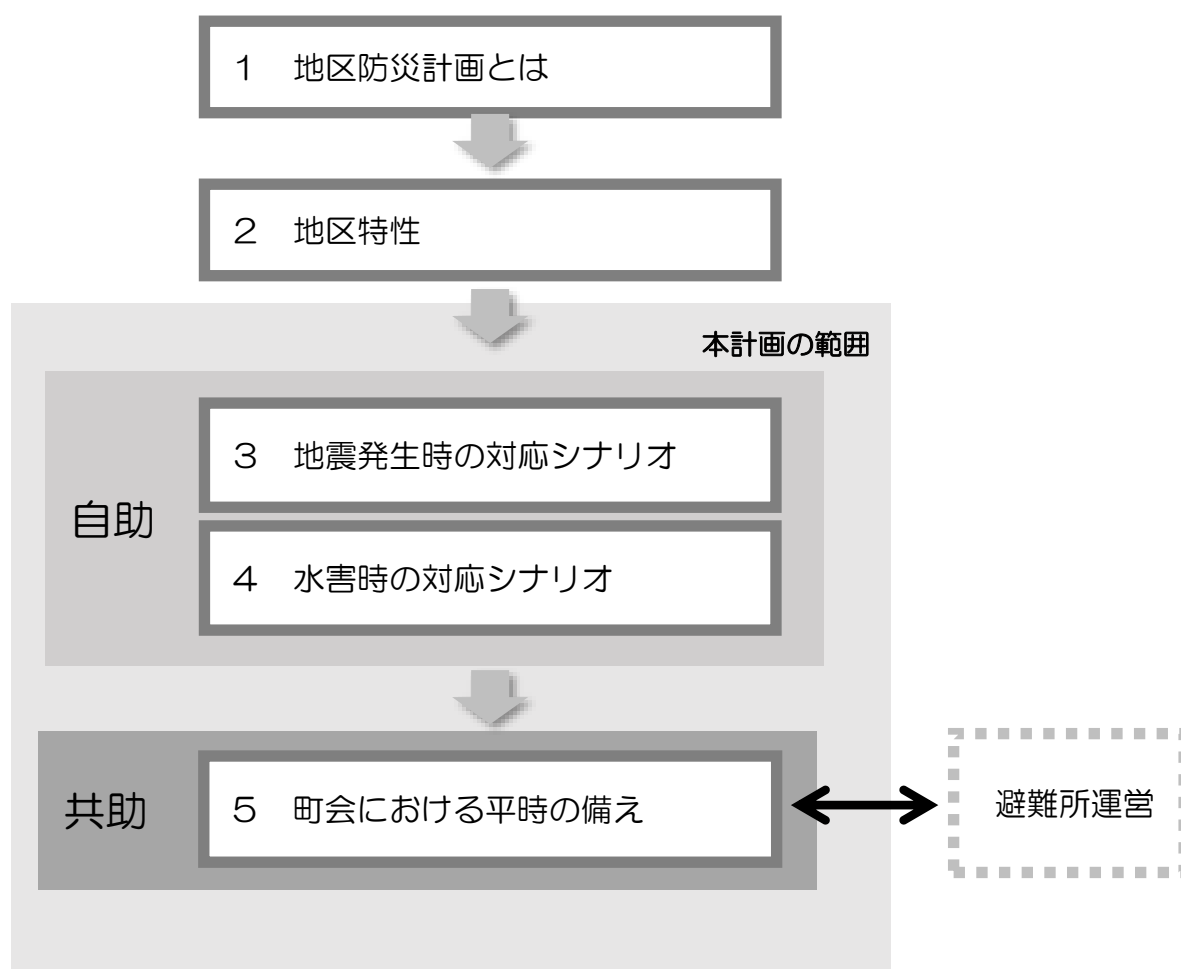 １　地区防災計画とは
２　地区特性
本計画の範囲
自助
３　地震発生時の対応シナリオ
４　水害時の対応シナリオ
共助
５　町会における平時の備え
避難所運営